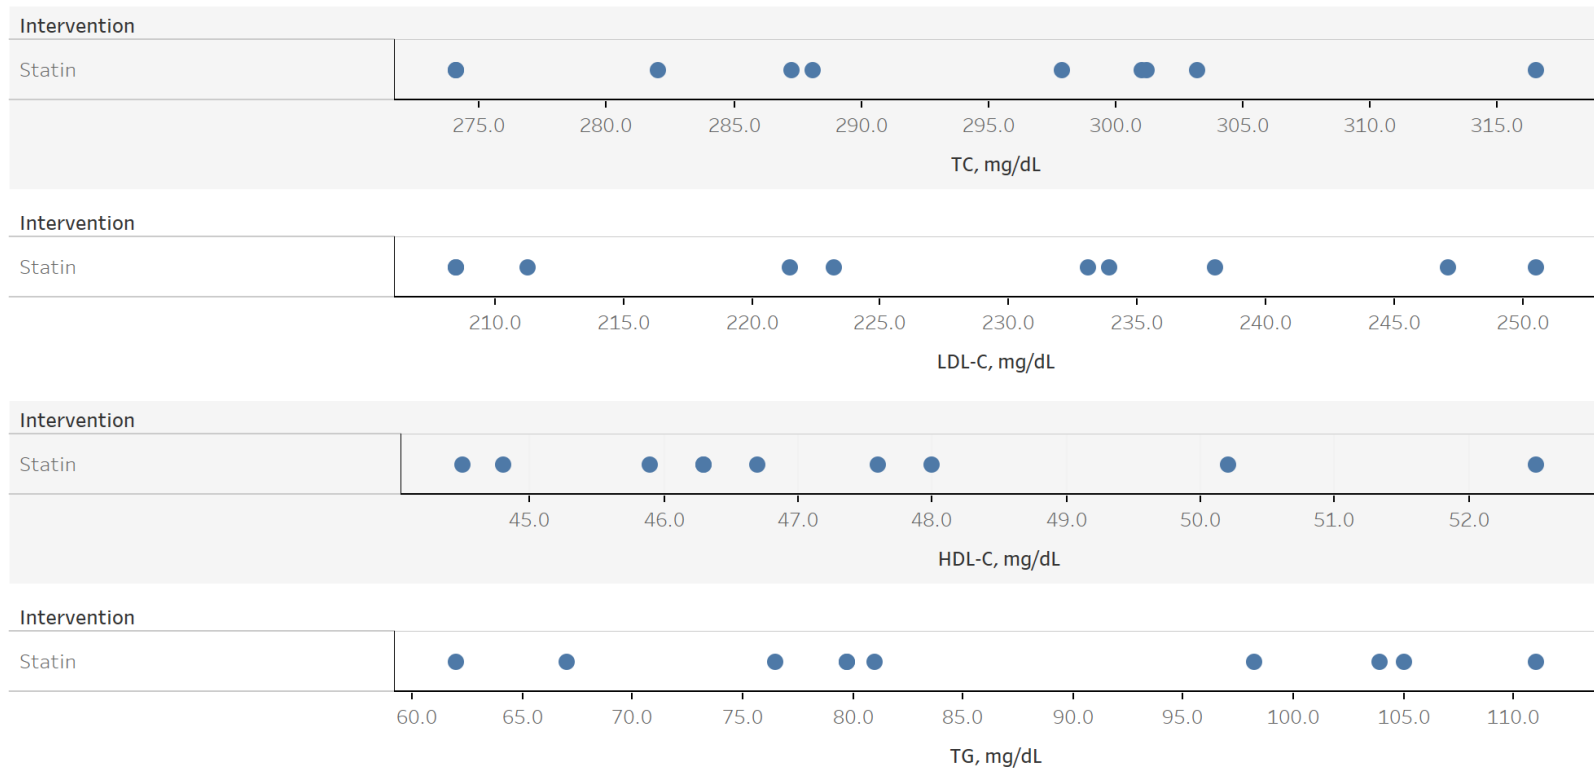 Intervention
Statin
275.0 280.0 285.0 290.0 295.0 300.0 305.0 310.0 315.0
TC, mg/dL
Intervention
Statin
210.0 215.0 220.0 225.0 230.0 235.0 240.0 245.0 250.0
LDL-C, mg/dL
Intervention
Statin
45.0 46.0 47.0 48.0 49.0 50.0 51.0 52.0
HDL-C, mg/dL
Intervention
Statin
60.0 65.0 70.0 75.0 80.0 85.0 90.0 95.0 100.0 105.0 110.0
TG, mg/dL